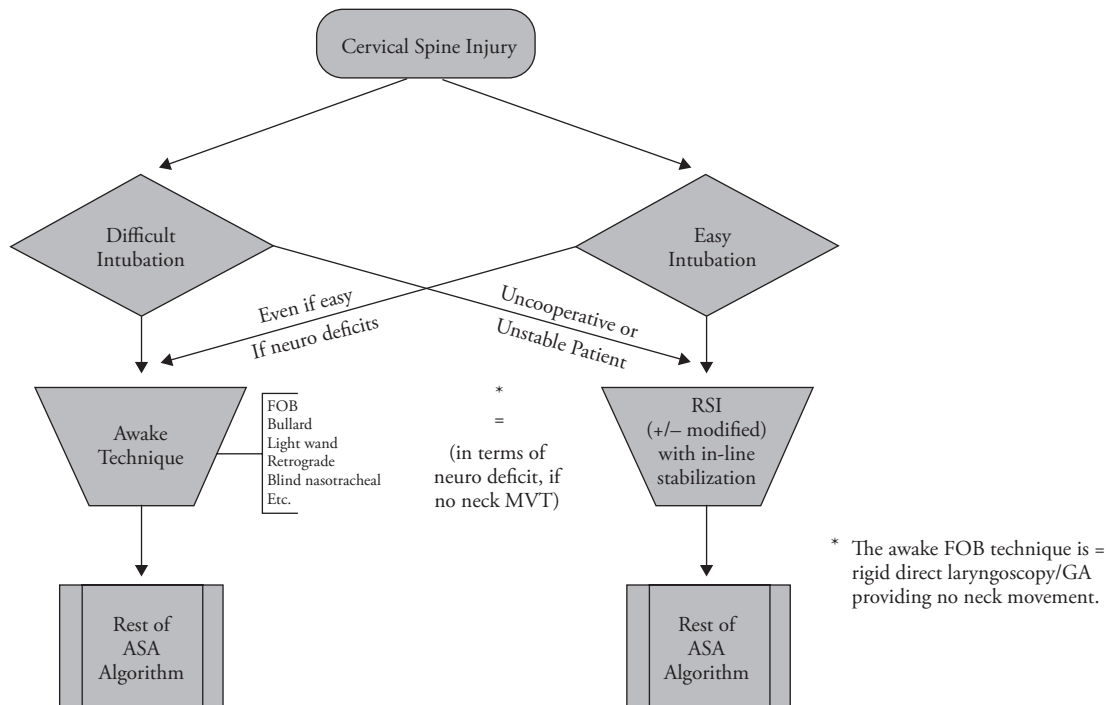 Cervical Spine Injury
Difficult
Intubation
Easy
Intubation
Even if easy
If neuro deficits
Uncooperative or
Unstable Patient
Awake
Technique
FOB
Bullard
Light wand
Retrograde
Blind nasotracheal
Etc.
*
=
(in terms of
neuro deficit, if
no neck MVT)
RSI
(+/– modified)
with in-line
stabilization
* The awake FOB technique is =
rigid direct laryngoscopy/GA
providing no neck movement.
Rest of
ASA
Algorithm
Rest of
ASA
Algorithm